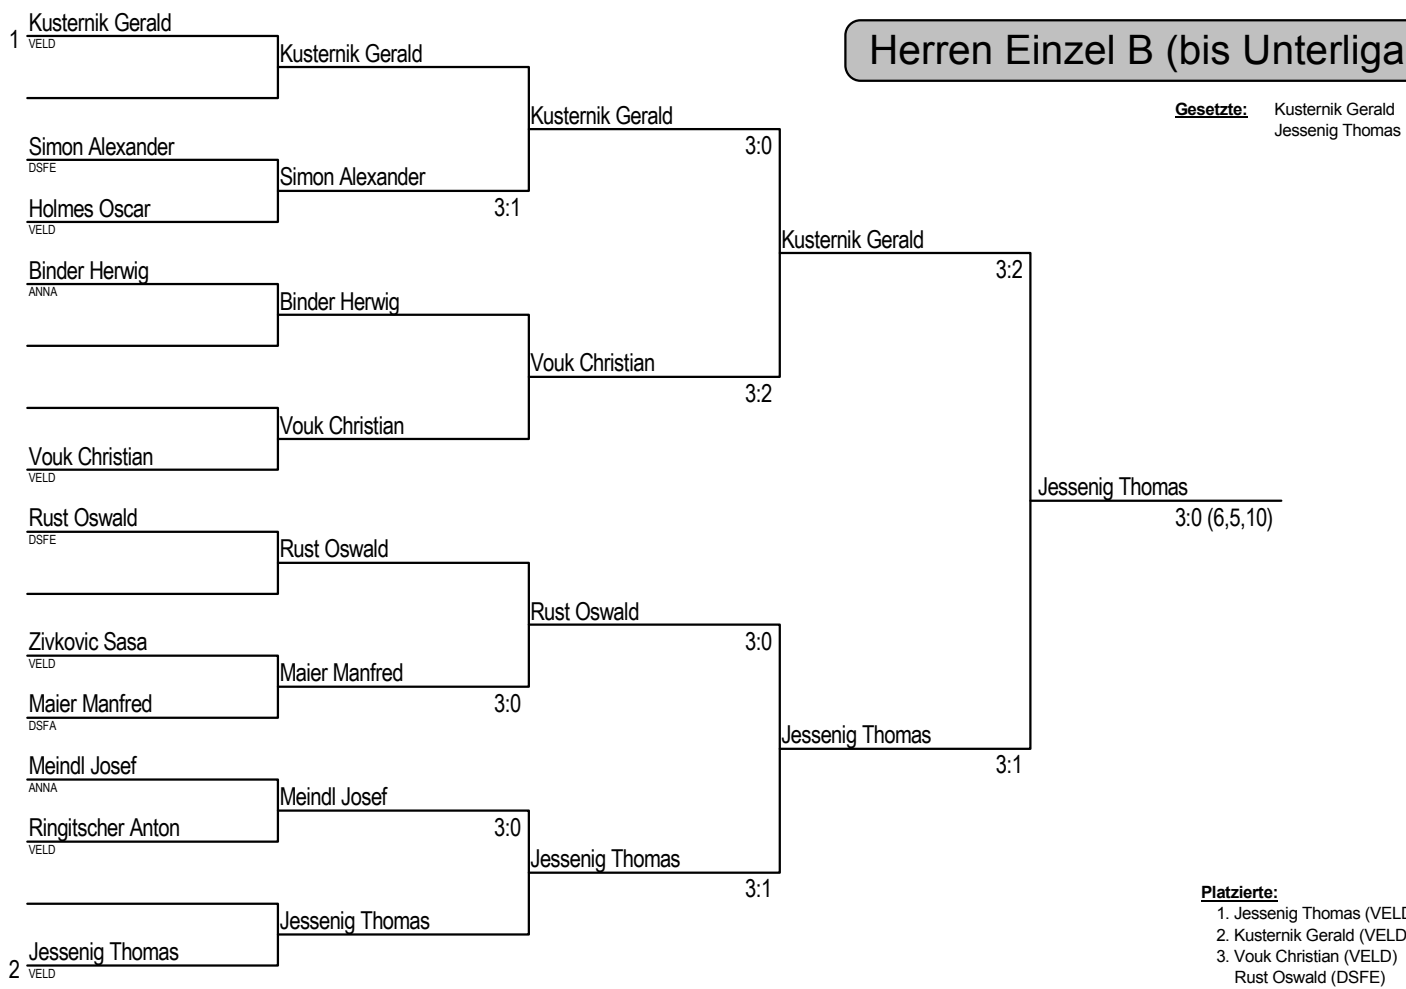 Herren Einzel B (bis Unterliga
Gesetzte: Kusternik Gerald
Jessenig Thomas
1 Kusternik Gerald
VELD
Simon Alexander
DSFE
Holmes Oscar
VELD
Binder Herwig
ANNA
Vouk Christian
VELD
Rust Oswald
DSFE
Zivkovic Sasa
VELD
Maier Manfred
DSFA
Meindl Josef
ANNA
Ringitscher Anton
VELD
2 Jessenig Thomas
VELD
Kusternik Gerald
Simon Alexander
3:1
Binder Herwig
Vouk Christian
Rust Oswald
Maier Manfred
3:0
Meindl Josef
3:0
Jessenig Thomas
Kusternik Gerald
3:0
Vouk Christian
3:2
Rust Oswald
3:0
Jessenig Thomas
3:1
Kusternik Gerald
3:2
Jessenig Thomas
3:1
Jessenig Thomas
3:0 (6,5,10)
Platzierte:
1. Jessenig Thomas (VELD
2. Kusternik Gerald (VELD
3. Vouk Christian (VELD)
Rust Oswald (DSFE)